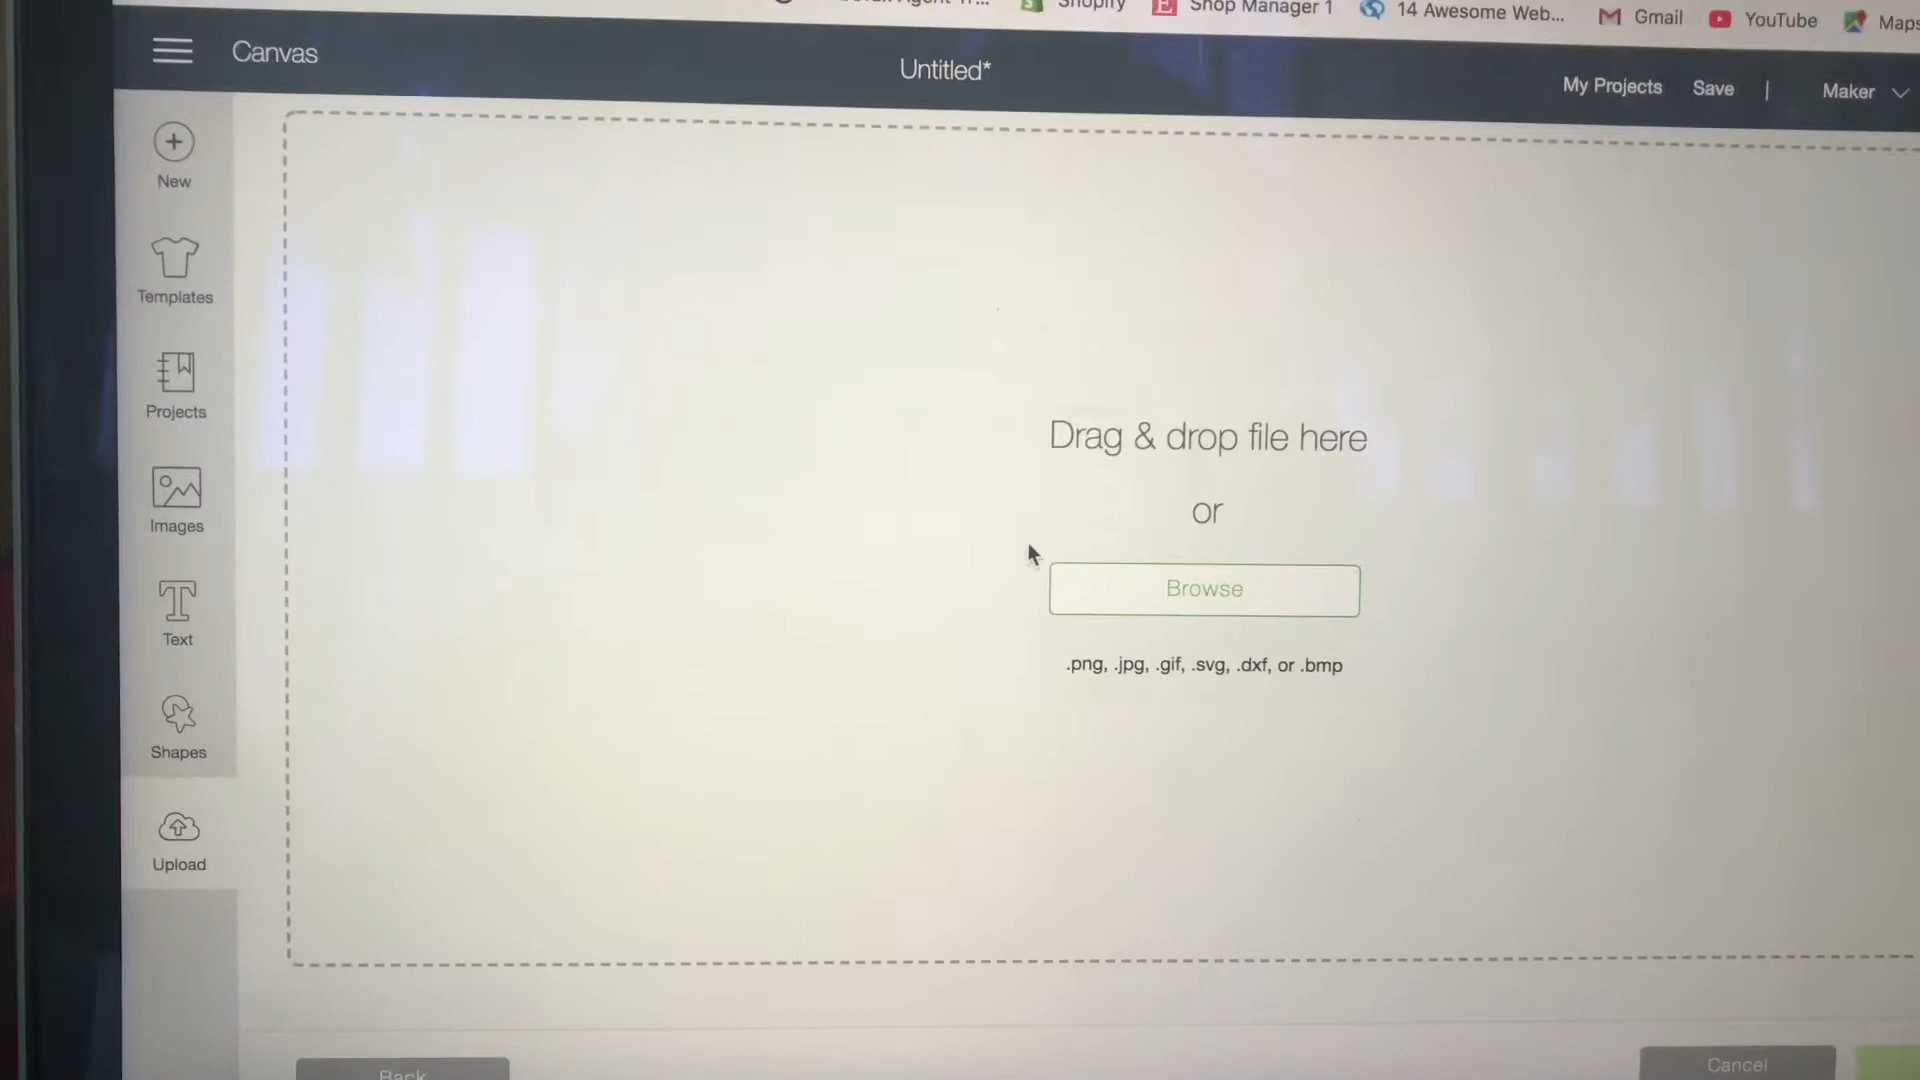 Shopify
Shop Manager 1
14 Awesome Web...
Gmail
YouTube
Maps
Canvas
Untitled*
My Projects
Save
|
Maker
New
Templates
Projects
Images
Text
Shapes
Upload
Drag & drop file here
or
Browse
.png, .jpg, .gif, .svg, .dxf, or .bmp
Back
Cancel